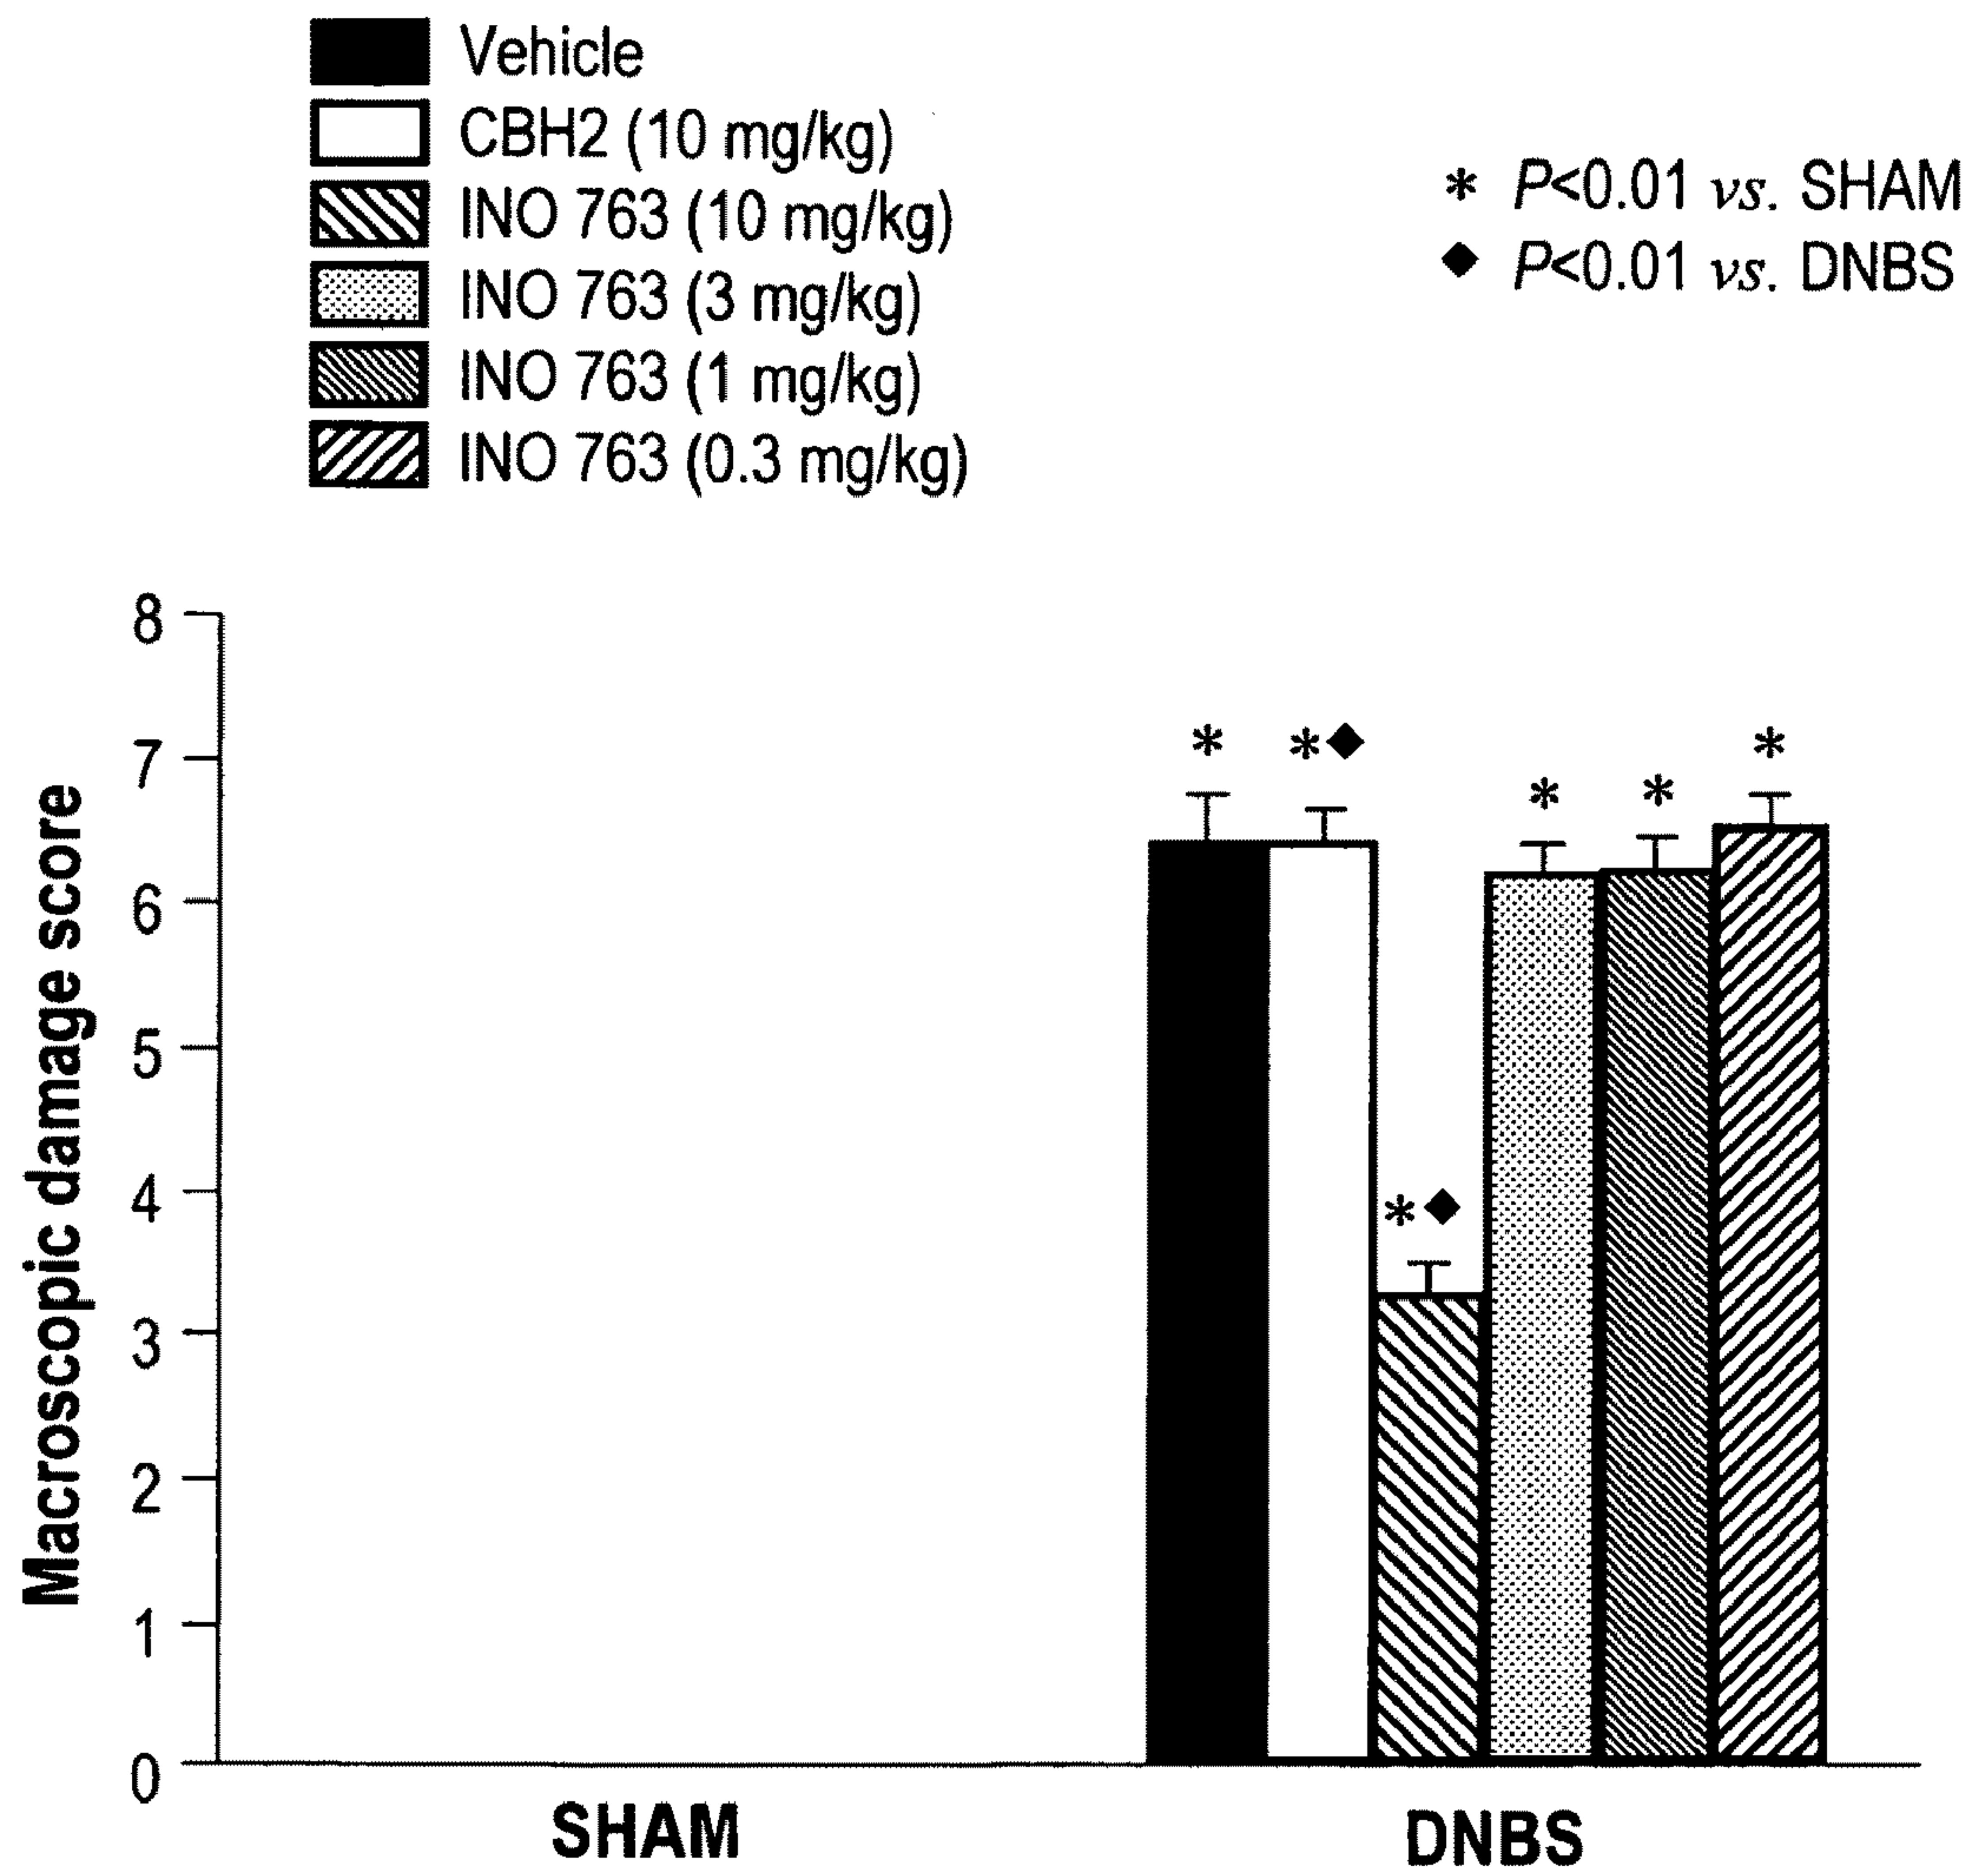 Vehicle
CBH2 (10 mg/kg)
INO 763 (10 mg/kg)
INO 763 (3 mg/kg)
INO 763 (1 mg/kg)
INO 763 (0.3 mg/kg)
* P<0.01 vs. SHAM
◆ P<0.01 vs. DNBS
Macroscopic damage score
8
7
6
5
4
3
2
1
0
* *◆ * * *
*◆
SHAM DNBS